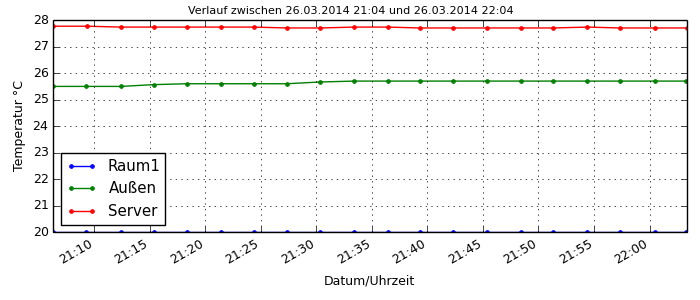 Verlauf zwischen 26.03.2014 21:04 und 26.03.2014 22:04
28
27
26
25
24
23
22
21
20
Temperatur °C
Raum1
Außen
Server
21:10 21:15 21:20 21:25 21:30 21:35 21:40 21:45 21:50 21:55 22:00
Datum/Uhrzeit